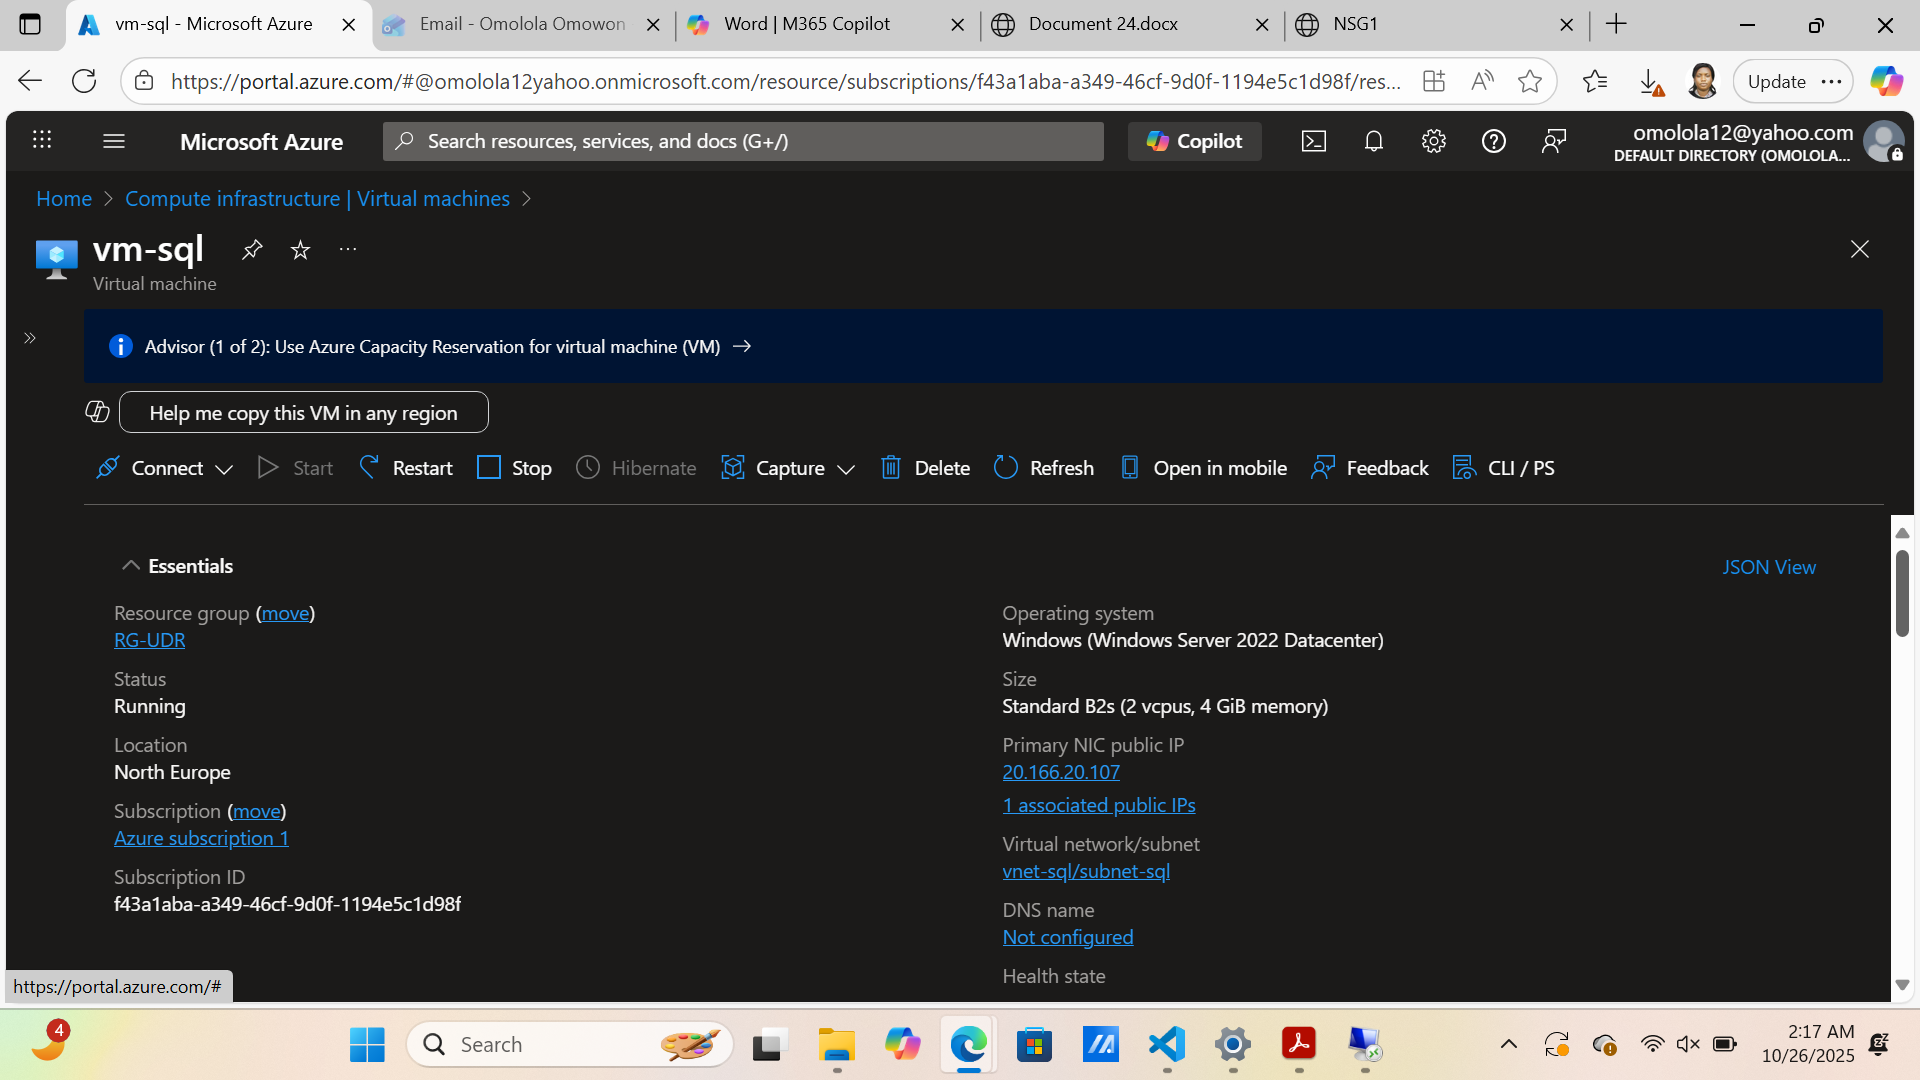 vm-sql - Microsoft Azure
Email - Omolola Omowon
Word | M365 Copilot
Document 24.docx
NSG1
https://portal.azure.com/#@omolola12yahoo.onmicrosoft.com/resource/subscriptions/f43a1aba-a349-46cf-9d0f-1194e5c1d98f/res...
Update
Microsoft Azure
Search resources, services, and docs (G+/)
Copilot
omolola12@yahoo.com
DEFAULT DIRECTORY (OMOLOLA...
Home > Compute infrastructure | Virtual machines >
vm-sql
Virtual machine
Advisor (1 of 2): Use Azure Capacity Reservation for virtual machine (VM) →
Help me copy this VM in any region
Connect Start Restart Stop Hibernate Capture Delete Refresh Open in mobile Feedback CLI / PS
Essentials
JSON View
Resource group (move)
RG-UDR
Status
Running
Location
North Europe
Subscription (move)
Azure subscription 1
Subscription ID
f43a1aba-a349-46cf-9d0f-1194e5c1d98f
Operating system
Windows (Windows Server 2022 Datacenter)
Size
Standard B2s (2 vcpus, 4 GiB memory)
Primary NIC public IP
20.166.20.107
1 associated public IPs
Virtual network/subnet
vnet-sql/subnet-sql
DNS name
Not configured
Health state
https://portal.azure.com/#
4
Search
2:17 AM
10/26/2025